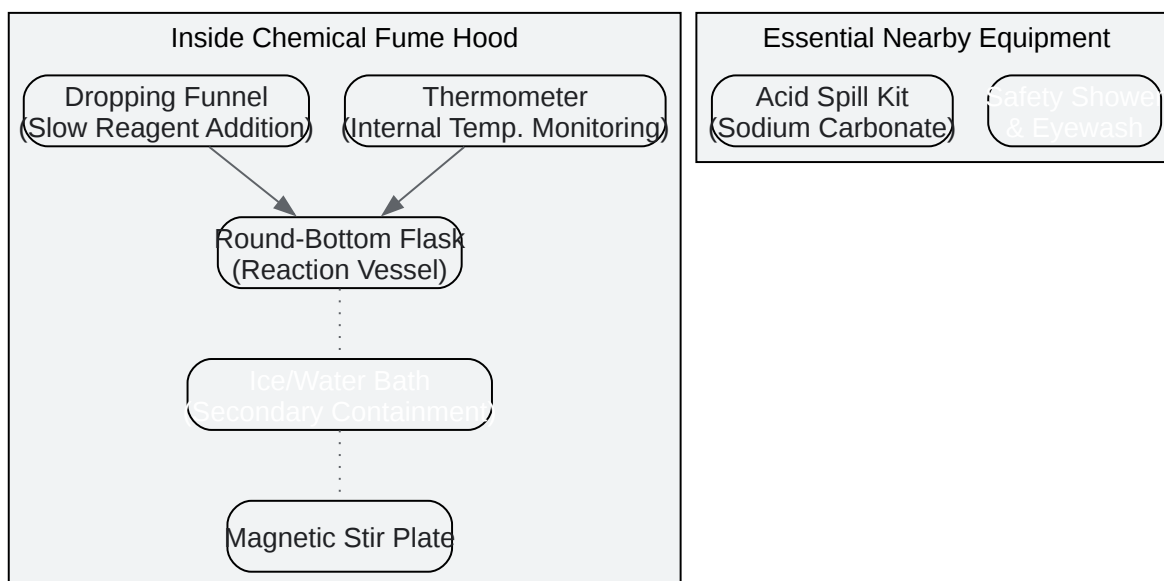 Inside Chemical Fume Hood
Dropping Funnel
(Slow Reagent Addition)
Thermometer
(Internal Temp. Monitoring)
Round-Bottom Flask
(Reaction Vessel)
Ice/Water Bath
(Secondary Containment)
Magnetic Stir Plate
Essential Nearby Equipment
Acid Spill Kit
(Sodium Carbonate)
Safety Shower
& Eyewash